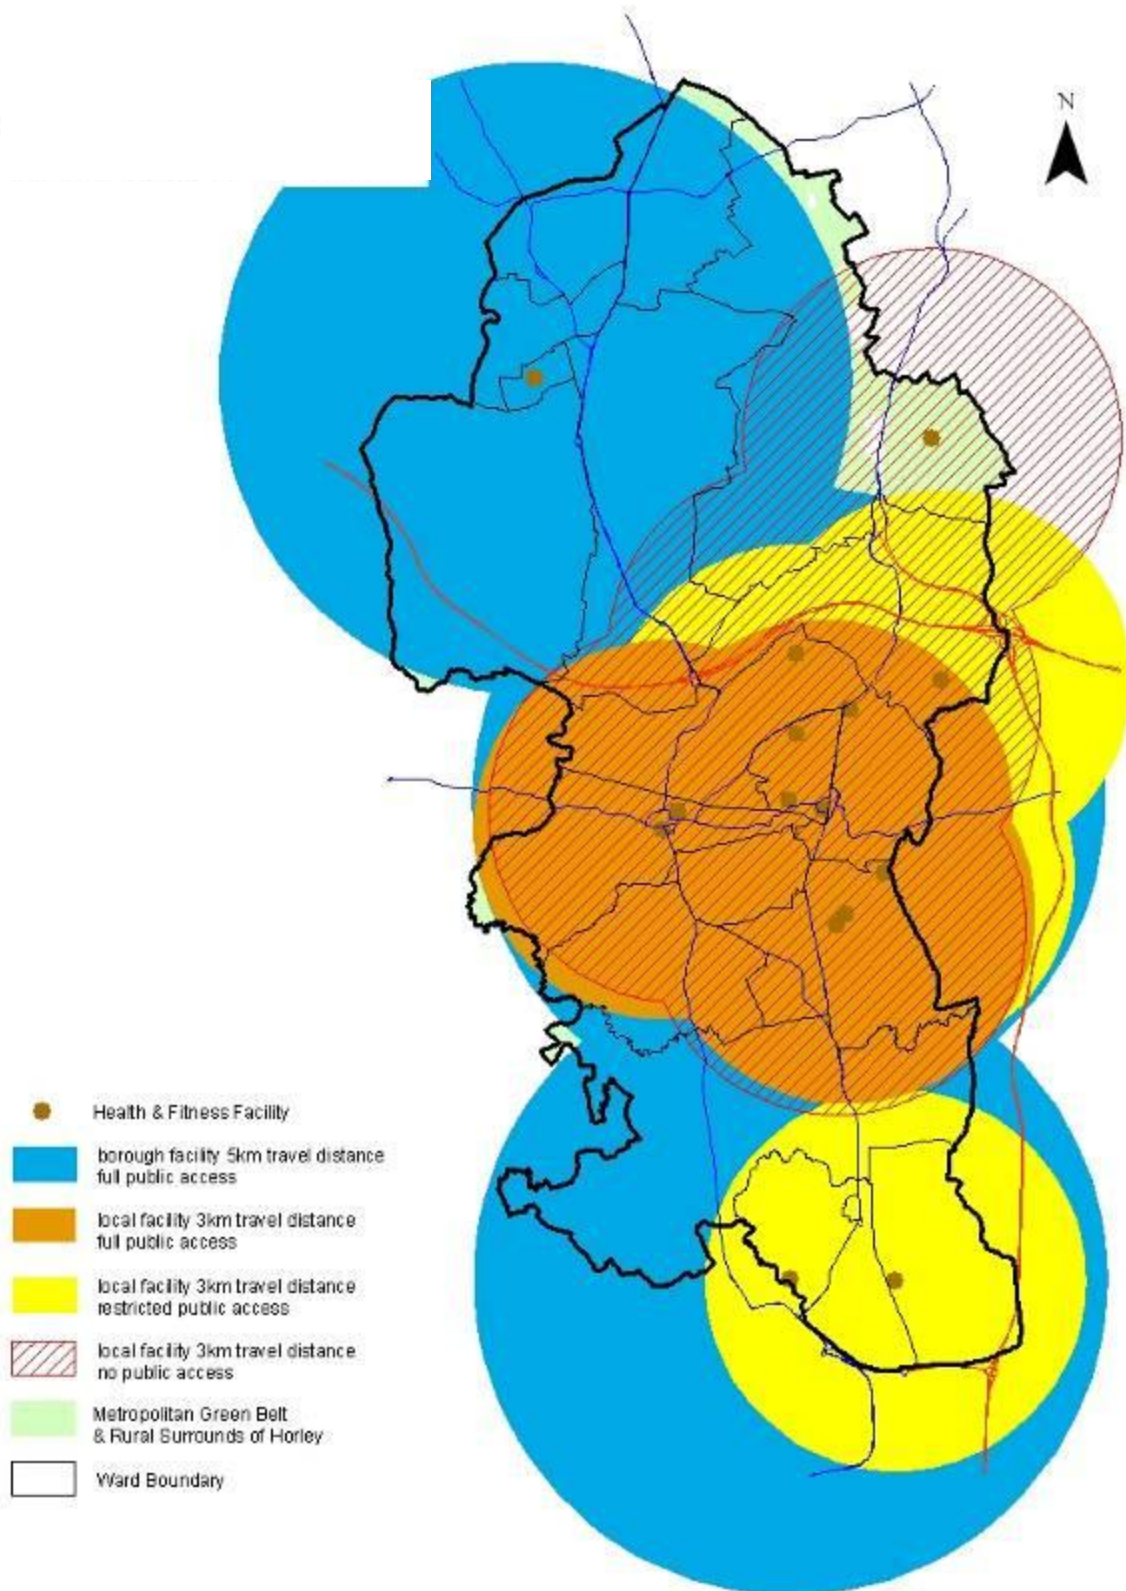 N
Health & Fitness Facility
borough facility 5km travel distance
full public access
local facility 3km travel distance
full public access
local facility 3km travel distance
restricted public access
local facility 3km travel distance
no public access
Metropolitan Green Belt
& Rural Surrounds of Horley
Ward Boundary